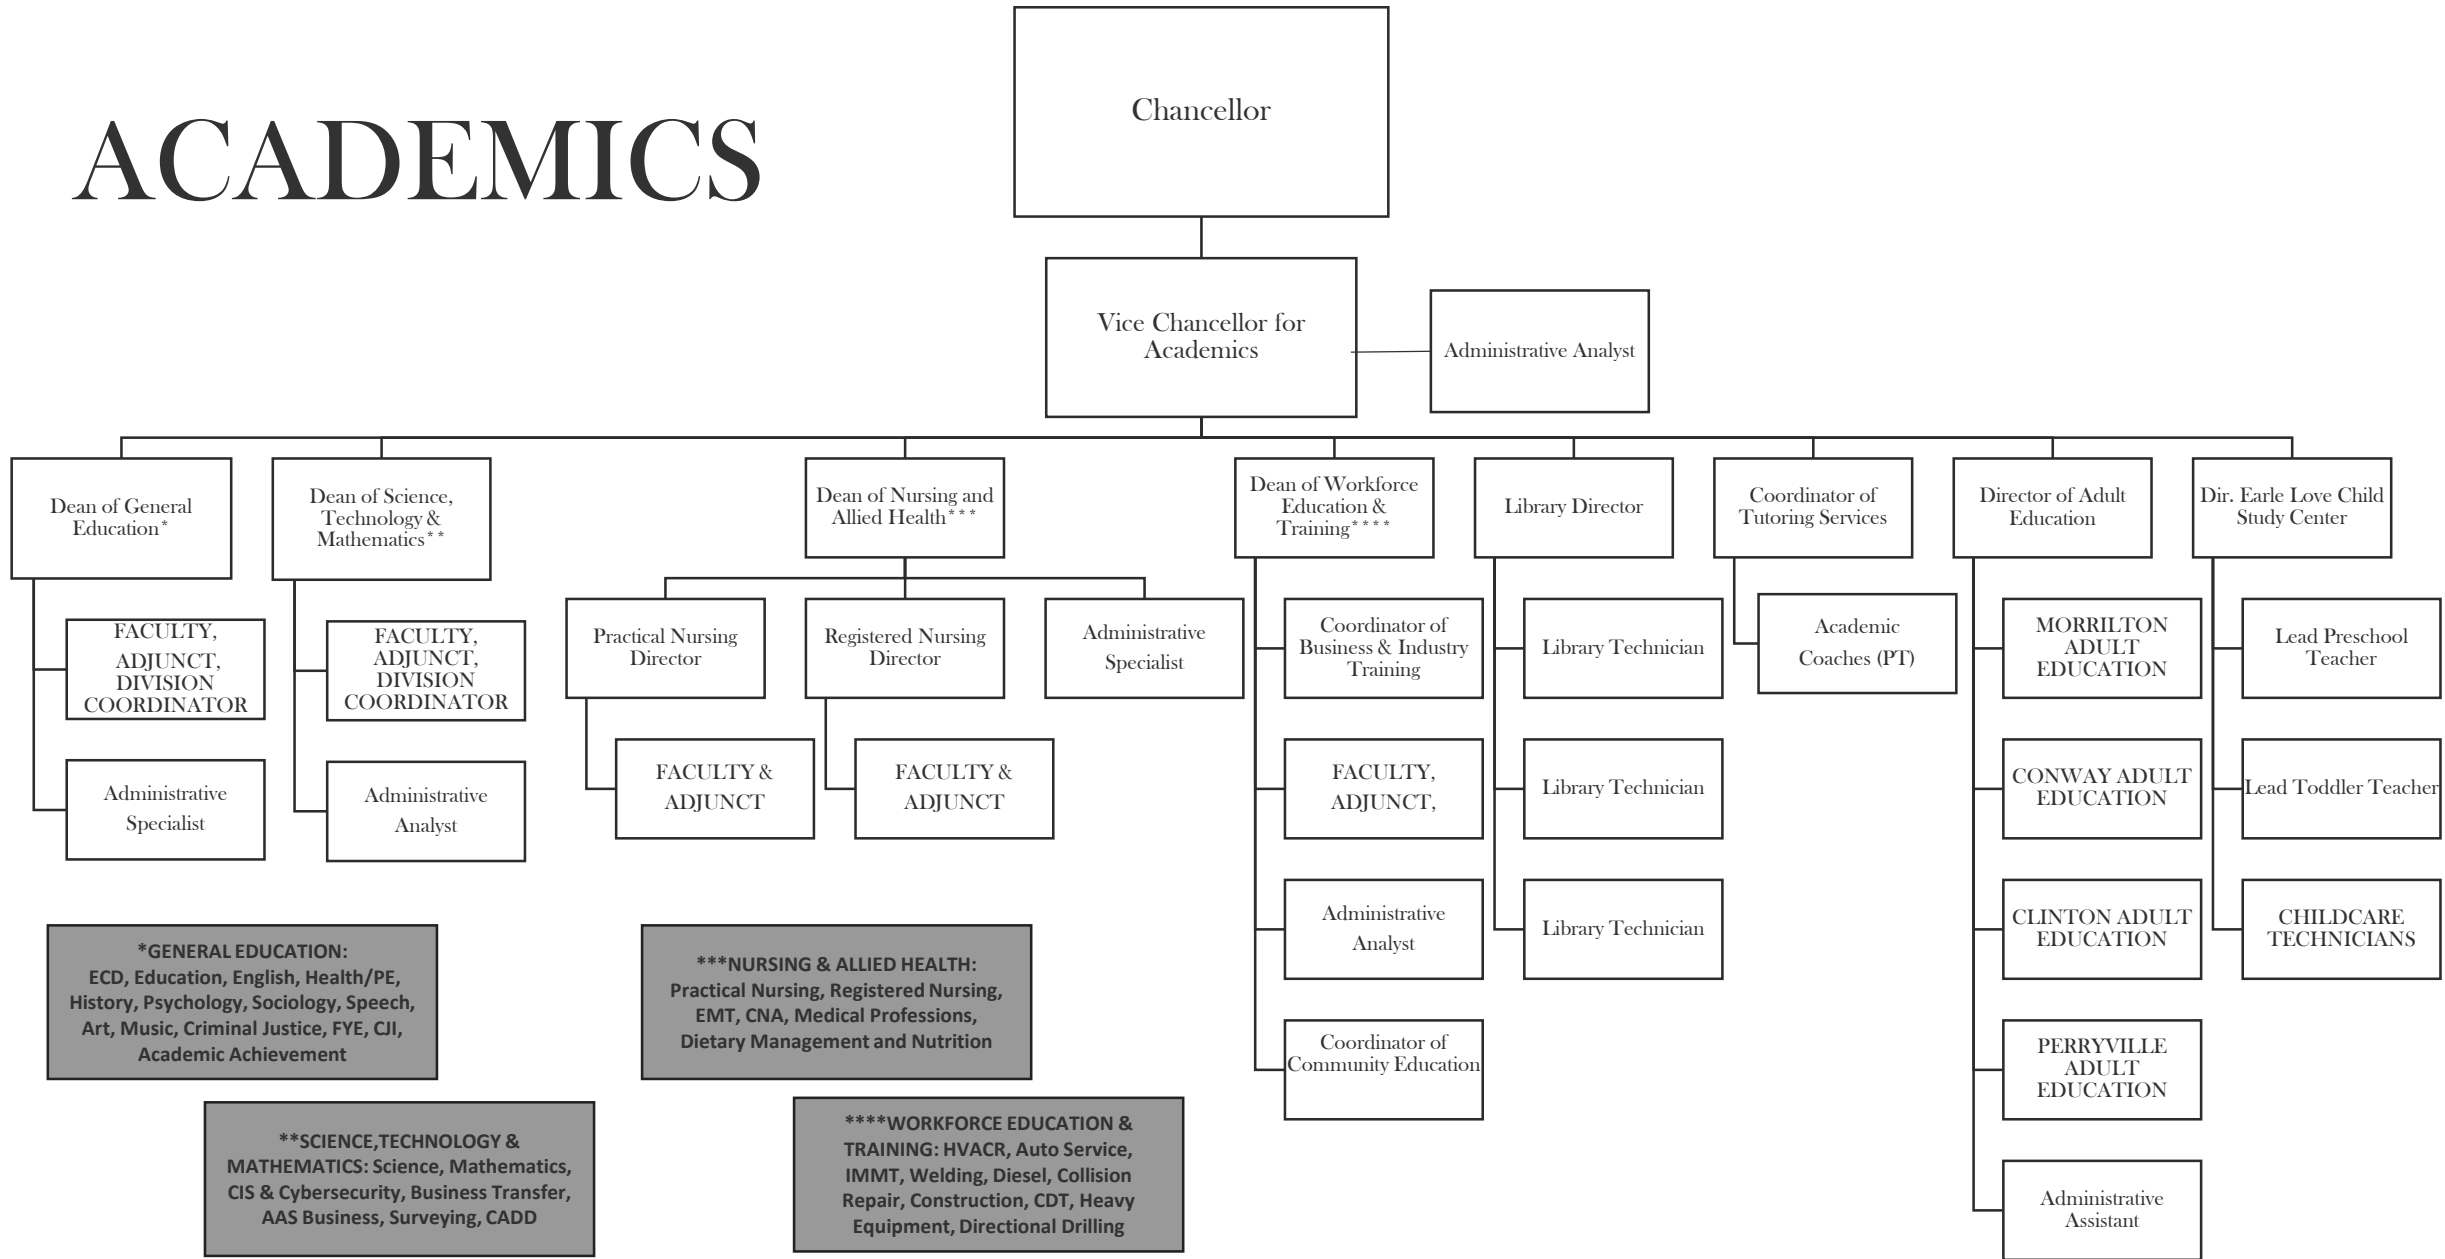 ACADEMICS
Chancellor
Vice Chancellor for
Academics
Administrative Analyst
Dean of General
Education*
Dean of Science,
Technology &
Mathematics**
Dean of Nursing and
Allied Health***
Dean of Workforce
Education &
Training****
Library Director
Coordinator of
Tutoring Services
Director of Adult
Education
Dir. Earle Love Child
Study Center
FACULTY,
ADJUNCT,
DIVISION
COORDINATOR
Administrative
Specialist
FACULTY,
ADJUNCT,
DIVISION
COORDINATOR
Administrative
Analyst
Practical Nursing
Director
FACULTY &
ADJUNCT
Registered Nursing
Director
FACULTY &
ADJUNCT
Administrative
Specialist
Coordinator of
Business & Industry
Training
FACULTY,
ADJUNCT,
Administrative
Analyst
Coordinator of
Community Education
Library Technician
Library Technician
Library Technician
Academic
Coaches (PT)
MORRILTON
ADULT
EDUCATION
CONWAY ADULT
EDUCATION
CLINTON ADULT
EDUCATION
PERRYVILLE
ADULT
EDUCATION
Administrative
Assistant
Lead Preschool
Teacher
Lead Toddler Teacher
CHILDCARE
TECHNICIANS
*GENERAL EDUCATION:
ECD, Education, English, Health/PE,
History, Psychology, Sociology, Speech,
Art, Music, Criminal Justice, FYE, CJI,
Academic Achievement
**SCIENCE,TECHNOLOGY &
MATHEMATICS: Science, Mathematics,
CIS & Cybersecurity, Business Transfer,
AAS Business, Surveying, CADD
***NURSING & ALLIED HEALTH:
Practical Nursing, Registered Nursing,
EMT, CNA, Medical Professions,
Dietary Management and Nutrition
****WORKFORCE EDUCATION &
TRAINING: HVACR, Auto Service,
IMMT, Welding, Diesel, Collision
Repair, Construction, CDT, Heavy
Equipment, Directional Drilling